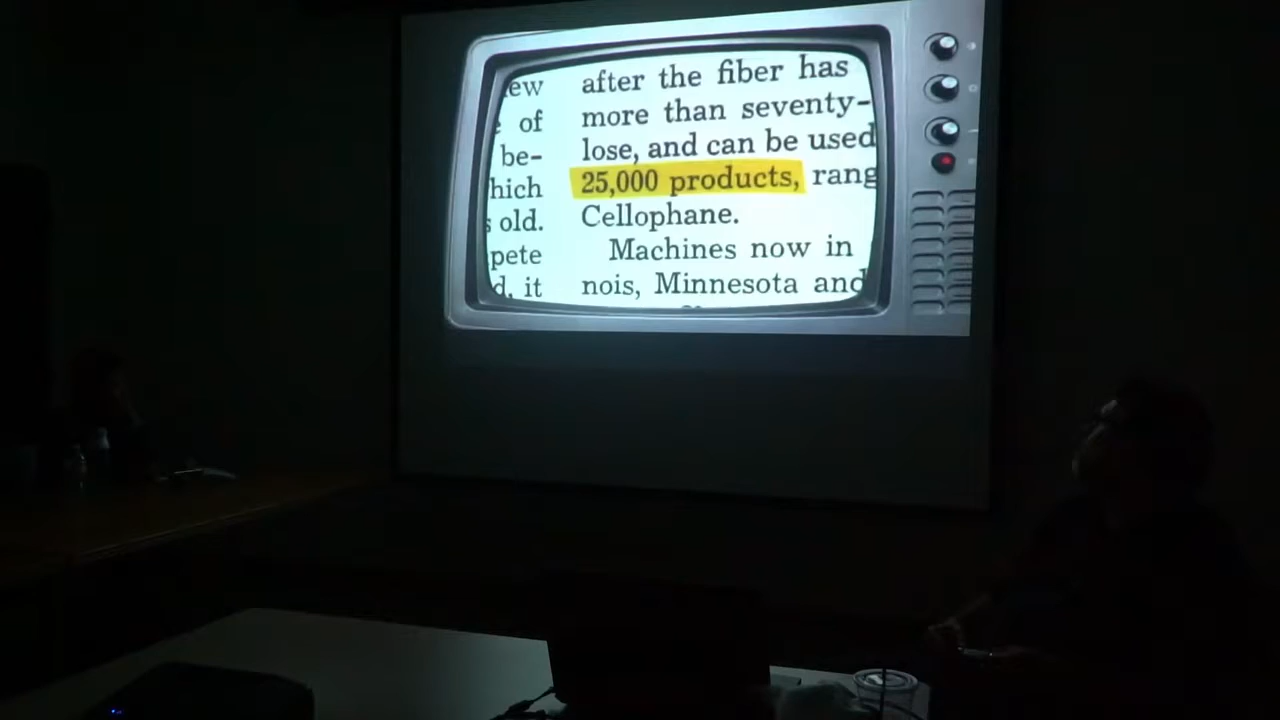 ew
of
be-
hich
old.
pete
d, it
after the fiber has
more than seventy-
lose, and can be used
25,000 products, rang
Cellophane.
Machines now in
nois, Minnesota and